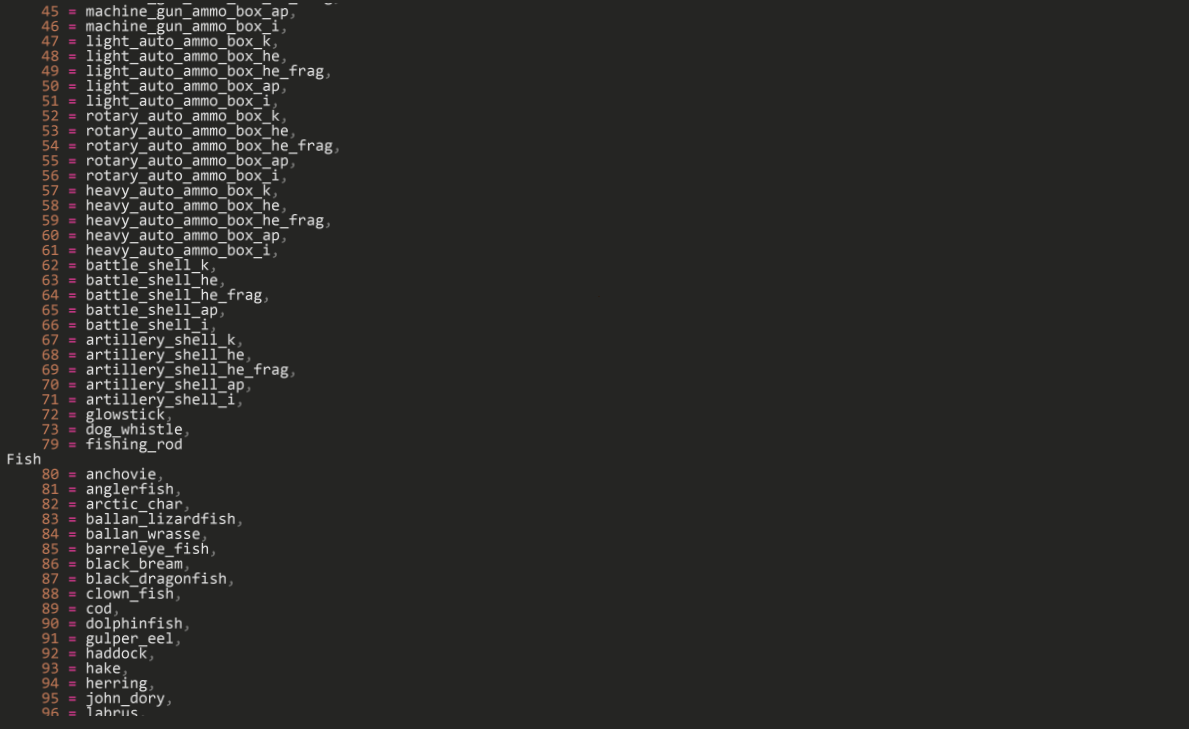 45 = machine_gun_ammo_box_ap,
46 = machine_gun_ammo_box_i,
47 = light_auto_ammo_box_k,
48 = light_auto_ammo_box_he,
49 = light_auto_ammo_box_he_frag,
50 = light_auto_ammo_box_ap,
51 = light_auto_ammo_box_i,
52 = rotary_auto_ammo_box_k,
53 = rotary_auto_ammo_box_he,
54 = rotary_auto_ammo_box_he_frag,
55 = rotary_auto_ammo_box_ap,
56 = rotary_auto_ammo_box_i,
57 = heavy_auto_ammo_box_k,
58 = heavy_auto_ammo_box_he,
59 = heavy_auto_ammo_box_he_frag,
60 = heavy_auto_ammo_box_ap,
61 = heavy_auto_ammo_box_i,
62 = battle_shell_k,
63 = battle_shell_he,
64 = battle_shell_he_frag,
65 = battle_shell_ap,
66 = battle_shell_i,
67 = artillery_shell_k,
68 = artillery_shell_he,
69 = artillery_shell_he_frag,
70 = artillery_shell_ap,
71 = artillery_shell_i,
72 = glowstick,
73 = dog_whistle,
79 = fishing_rod
Fish
80 = anchovie,
81 = anglerfish,
82 = arctic_char,
83 = ballan_lizardfish,
84 = ballan_wrasse,
85 = barreleye_fish,
86 = black_bream,
87 = black_dragonfish,
88 = clown_fish,
89 = cod,
90 = dolphinfish,
91 = gulper_eel,
92 = haddock,
93 = hake,
94 = herring,
95 = john_dory,
96 = labrus,